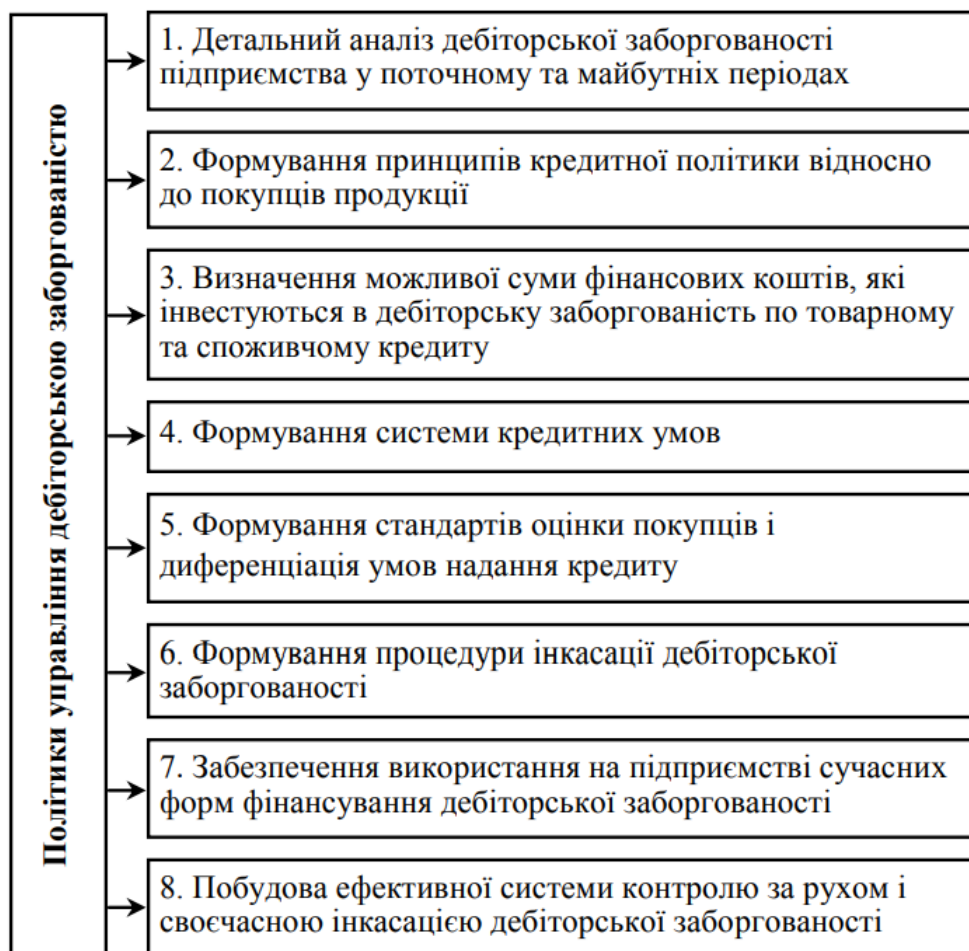 Політики управління дебіторською заборгованістю
1. Детальний аналіз дебіторської заборгованості
підприємства у поточному та майбутніх періодах
2. Формування принципів кредитної політики відносно
до покупців продукції
3. Визначення можливої суми фінансових коштів, які
інвестуються в дебіторську заборгованість по товарному
та споживчому кредиту
4. Формування системи кредитних умов
5. Формування стандартів оцінки покупців і
диференціація умов надання кредиту
6. Формування процедури інкасації дебіторської
заборгованості
7. Забезпечення використання на підприємстві сучасних
форм фінансування дебіторської заборгованості
8. Побудова ефективної системи контролю за рухом і
своєчасною інкасацією дебіторської заборгованості